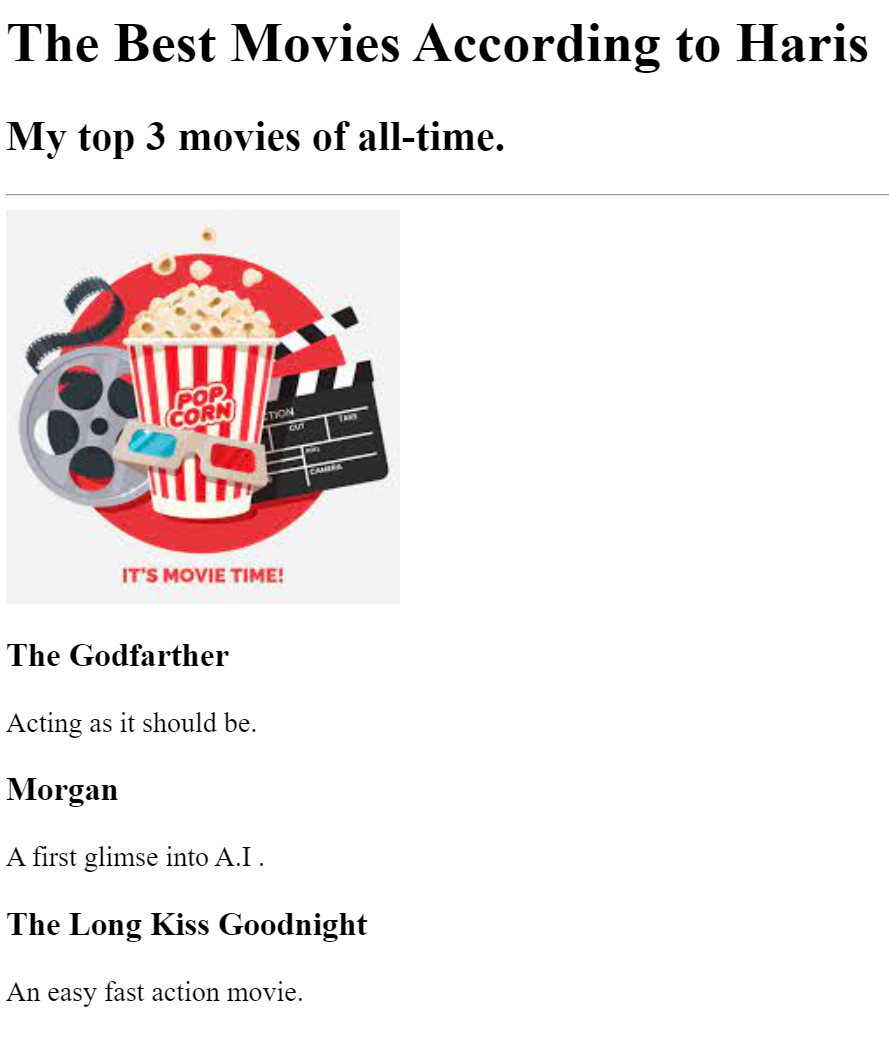 The Best Movies According to Haris
My top 3 movies of all-time.
POP
CORN
CTION
CUT
TAKE
ROLL
CAMERA
IT'S MOVIE TIME!
The Godfarther
Acting as it should be.
Morgan
A first glimse into A.I .
The Long Kiss Goodnight
An easy fast action movie.